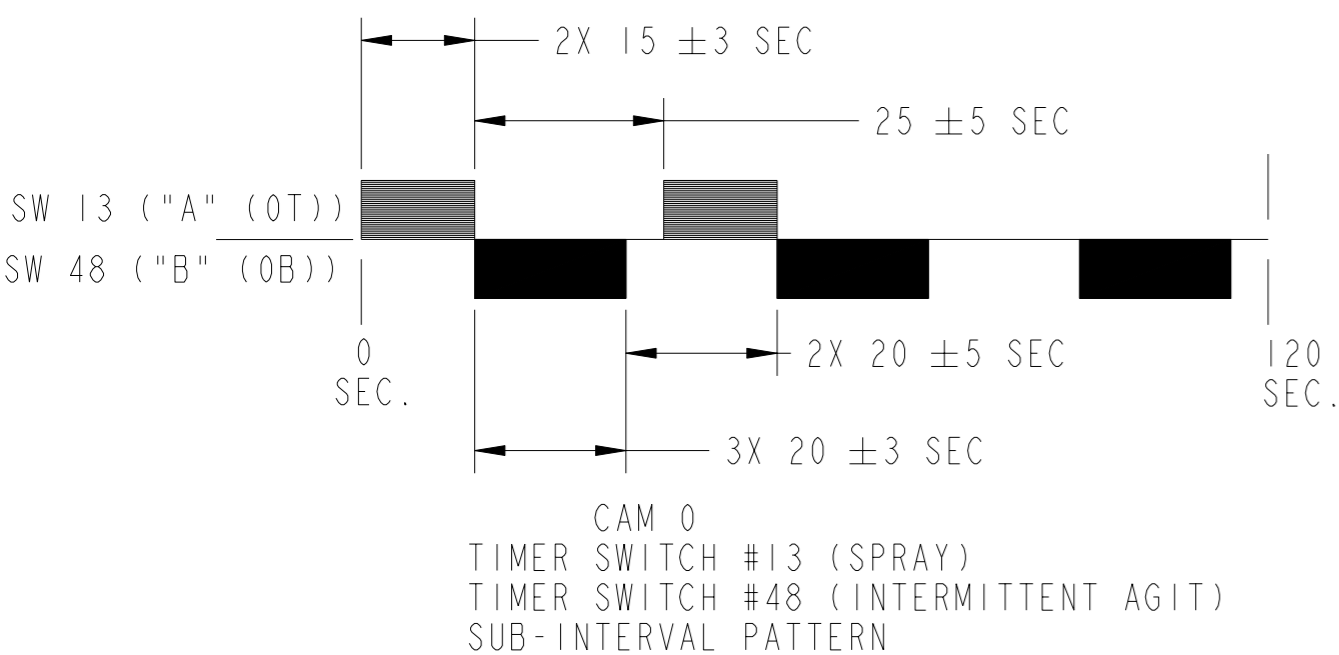 2X 15 ±3 SEC
25 ±5 SEC
SW 13 ("A" (OT))
SW 48 ("B" (OB))
0
SEC.
2X 20 ±5 SEC
120
SEC.
3X 20 ±3 SEC
CAM 0
TIMER SWITCH #13 (SPRAY)
TIMER SWITCH #48 (INTERMITTENT AGIT)
SUB-INTERVAL PATTERN